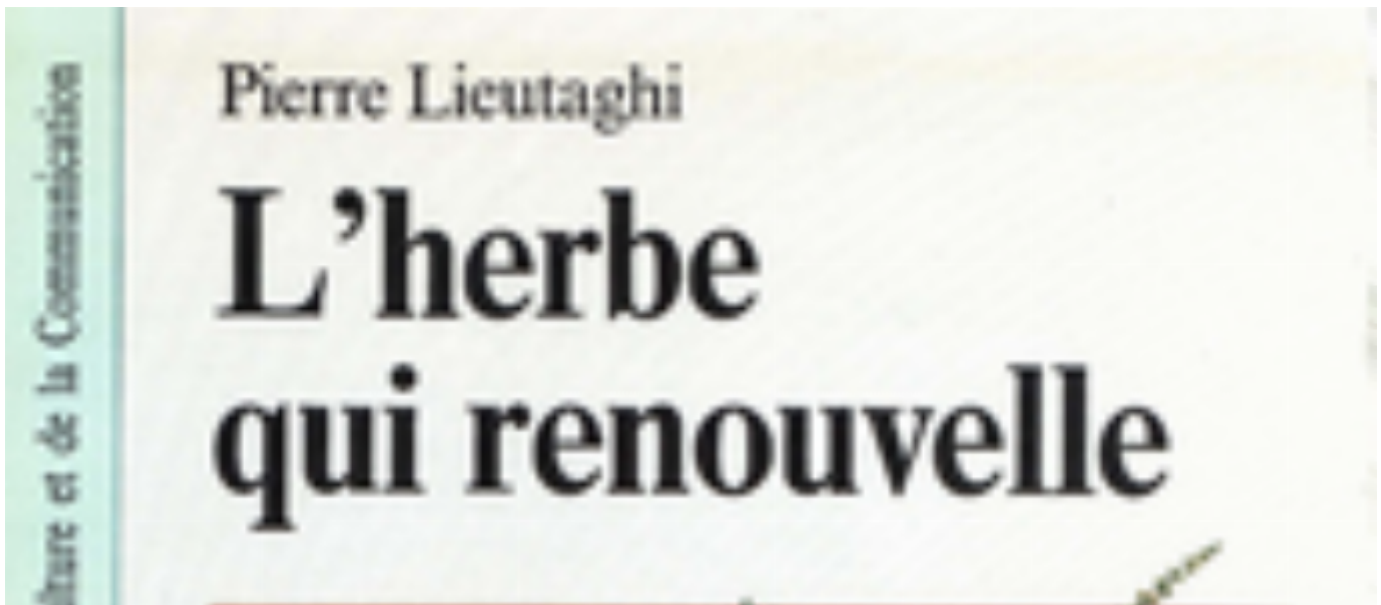 Pierre Lieutaghi
L'herbe
qui renouvelle
et de la Communication